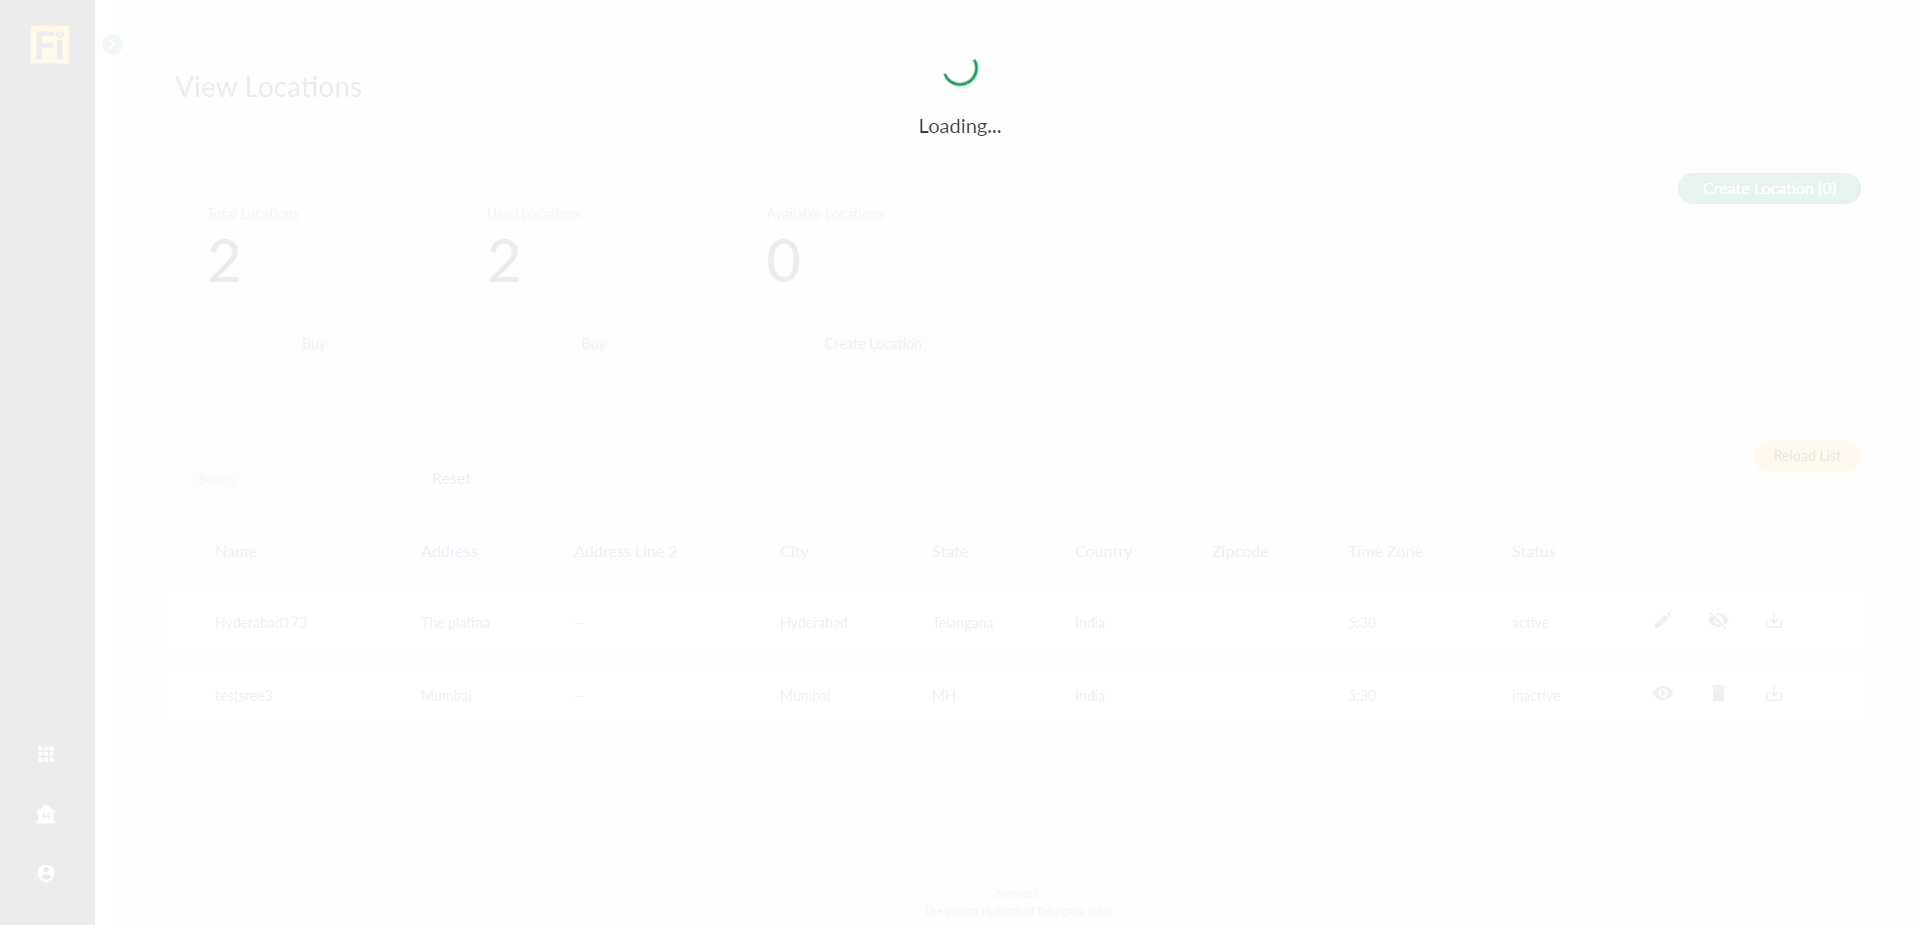 Fi
View Locations
Loading...
Create Location (0)
Total Locations Used Locations Available Locations
2 2 0
Buy Buy Create Location
Reload List
Search Reset
Name Address Address Line 2 City State Country Zipcode Time Zone Status
Hyderabad173 The platina -- Hyderabad Telangana India 5:30 active
testsree3 Mumbai -- Mumbai MH India 5:30 inactive
zenwork
The platina Hyderabad Telangana India